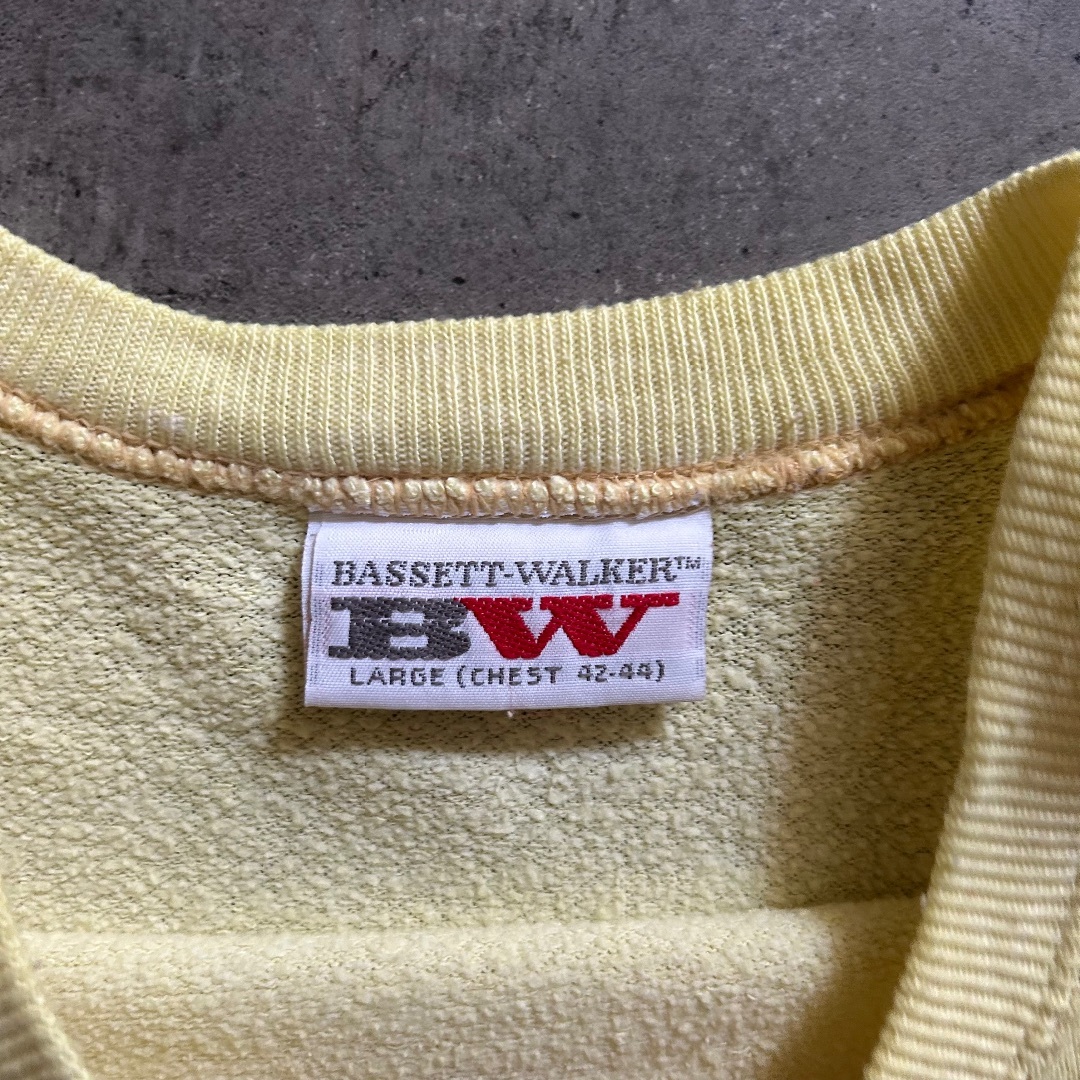 BASSETT-WALKER™
BW
LARGE (CHEST 42-44)